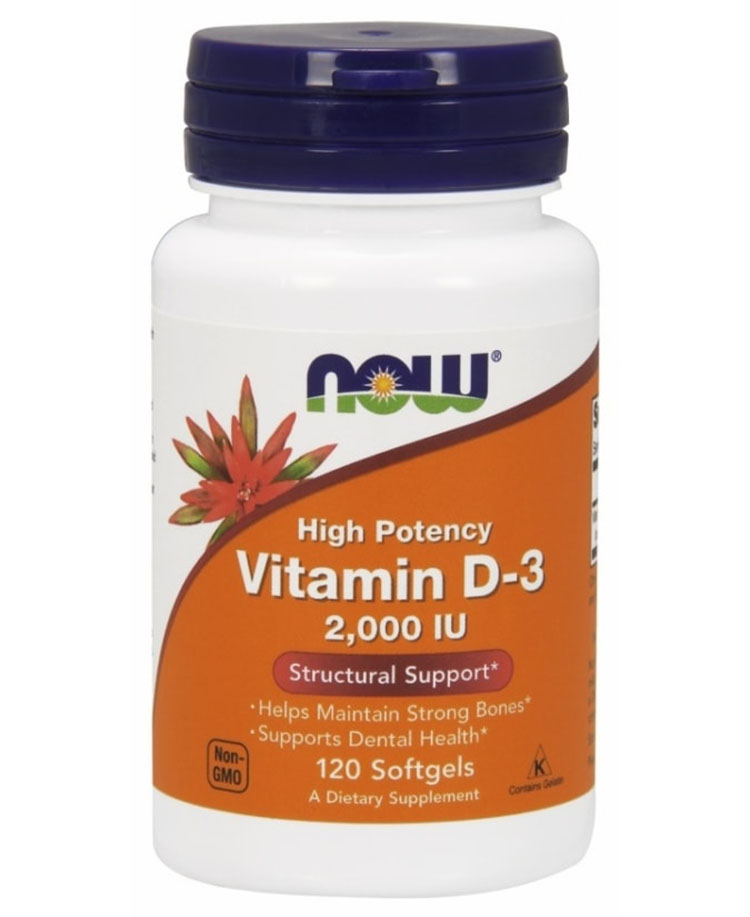 NOW®
High Potency
Vitamin D-3
2,000 IU
Structural Support*
•Helps Maintain Strong Bones*
•Supports Dental Health*
Non-
GMO
120 Softgels
A Dietary Supplement
K
Contains Gelatin